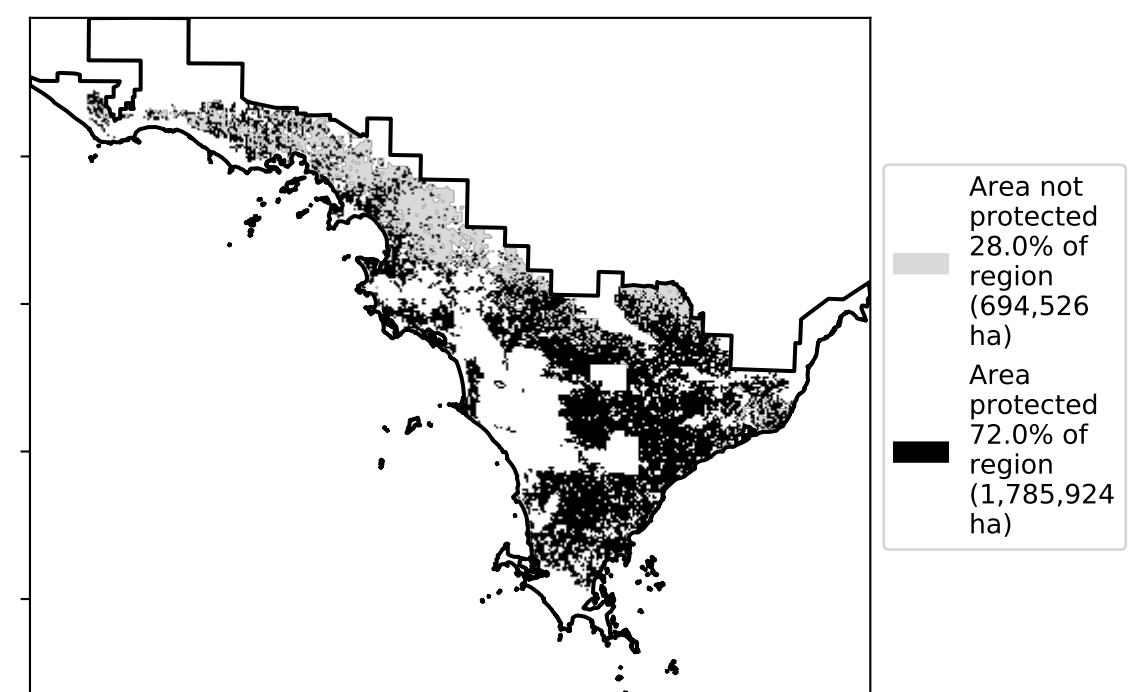 Area not
protected
28.0% of
region
(694,526
ha)
Area
protected
72.0% of
region
(1,785,924
ha)